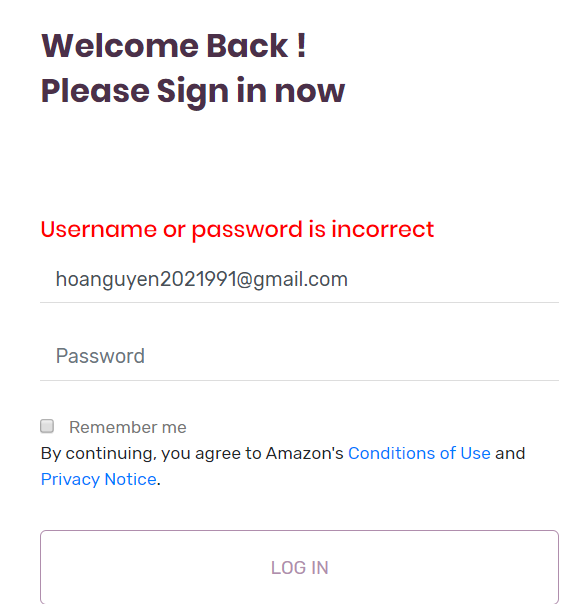 Welcome Back !
Please Sign in now
Username or password is incorrect
hoanguyen2021991@gmail.com
Password
Remember me
By continuing, you agree to Amazon's Conditions of Use and
Privacy Notice.
LOG IN